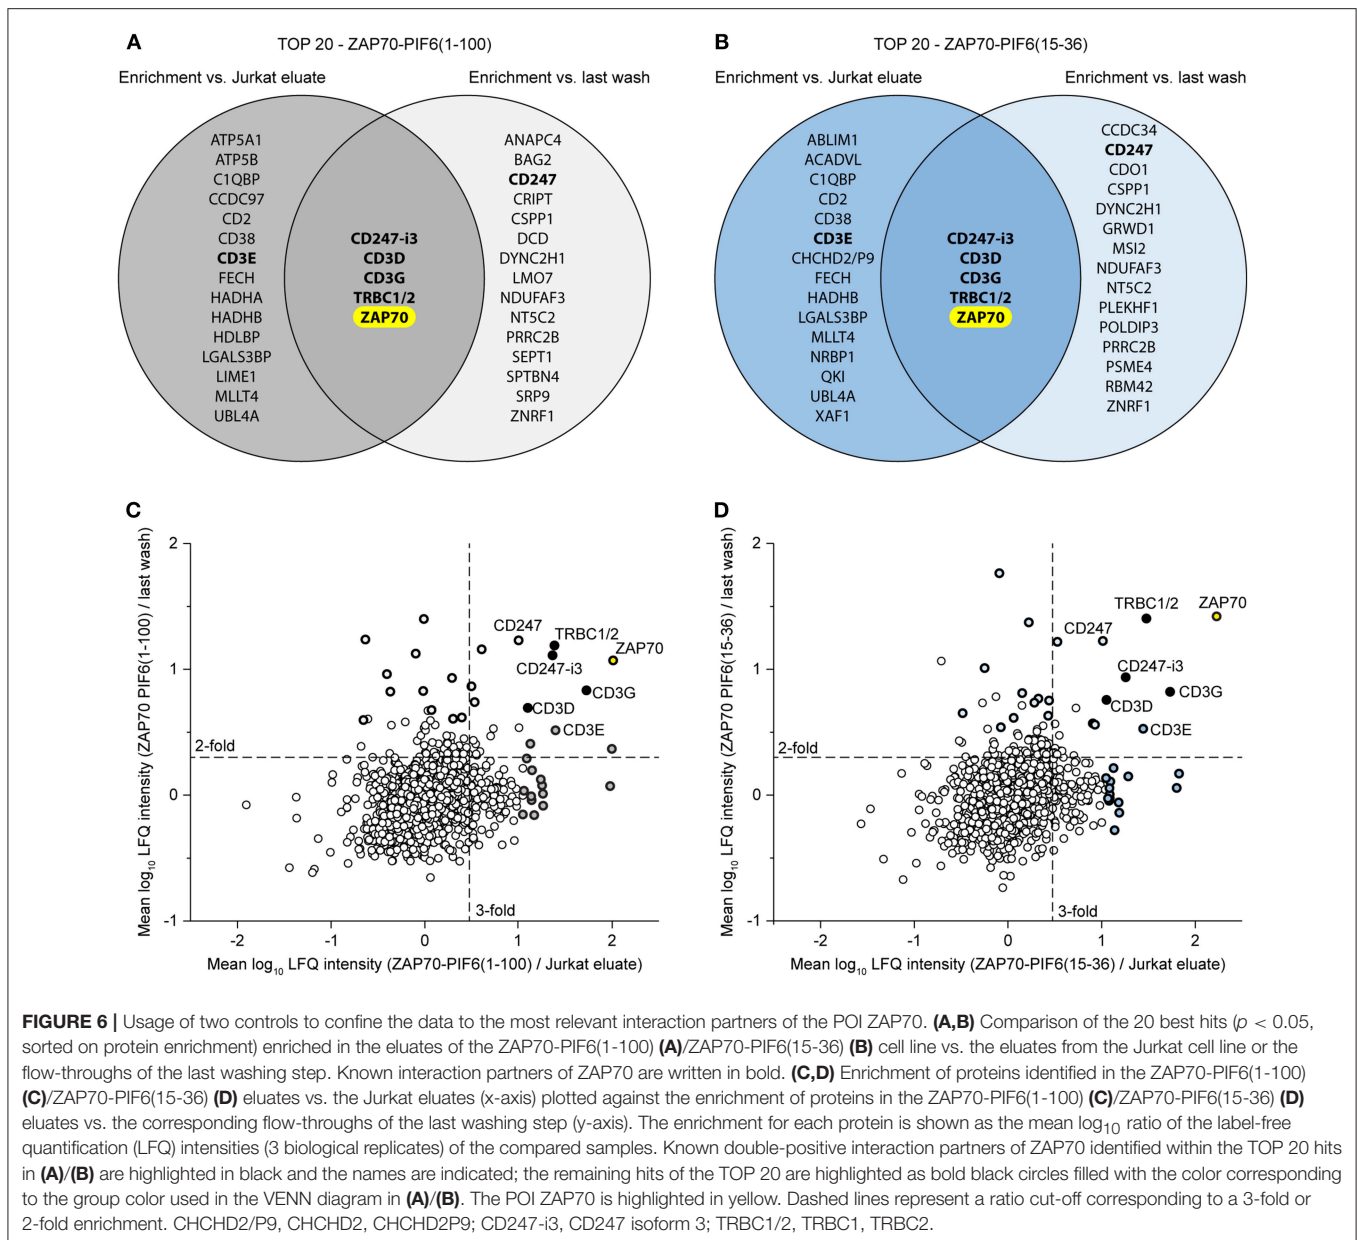 A
TOP 20 - ZAP70-PIF6(1-100)
Enrichment vs. Jurkat eluate
Enrichment vs. last wash
ATP5A1
ATP5B
C1QBP
CCDC97
CD2
CD38
CD3E
FECH
HADHA
HADHB
HDLBP
LGALS3BP
LIME1
MLLT4
UBL4A
CD247-i3
CD3D
CD3G
TRBC1/2
ZAP70
ANAPC4
BAG2
CD247
CRIPT
CSPP1
DCD
DYNC2H1
LMO7
NDUFAF3
NT5C2
PRRC2B
SEPT1
SPTBN4
SRP9
ZNRF1
B
TOP 20 - ZAP70-PIF6(15-36)
Enrichment vs. Jurkat eluate
Enrichment vs. last wash
ABLIM1
ACADVL
C1QBP
CD2
CD38
CD3E
CHCHD2/P9
FECH
HADHB
LGALS3BP
MLLT4
NRBP1
QKI
UBL4A
XAF1
CD247-i3
CD3D
CD3G
TRBC1/2
ZAP70
CCDC34
CD247
CDO1
CSPP1
DYNC2H1
GRWD1
MSI2
NDUFAF3
NT5C2
PLEKHF1
POLDIP3
PRRC2B
PSME4
RBM42
ZNRF1
C
Mean log10 LFQ intensity (ZAP70 PIF6(1-100) / last wash)
2
1
0
-1
CD247
TRBC1/2
ZAP70
CD247-i3
CD3G
CD3D
CD3E
2-fold
3-fold
-2
-1
0
1
2
Mean log10 LFQ intensity (ZAP70-PIF6(1-100) / Jurkat eluate)
D
Mean log10 LFQ intensity (ZAP70 PIF6(15-36) / last wash)
2
1
0
-1
TRBC1/2
ZAP70
CD247
CD247-i3
CD3G
CD3D
CD3E
2-fold
3-fold
-2
-1
0
1
2
Mean log10 LFQ intensity (ZAP70-PIF6(15-36) / Jurkat eluate)
FIGURE 6 | Usage of two controls to confine the data to the most relevant interaction partners of the POI ZAP70. (A,B) Comparison of the 20 best hits (p < 0.05,
sorted on protein enrichment) enriched in the eluates of the ZAP70-PIF6(1-100) (A)/ZAP70-PIF6(15-36) (B) cell line vs. the eluates from the Jurkat cell line or the
flow-throughs of the last washing step. Known interaction partners of ZAP70 are written in bold. (C,D) Enrichment of proteins identified in the ZAP70-PIF6(1-100)
(C)/ZAP70-PIF6(15-36) (D) eluates vs. the Jurkat eluates (x-axis) plotted against the enrichment of proteins in the ZAP70-PIF6(1-100) (C)/ZAP70-PIF6(15-36) (D)
eluates vs. the corresponding flow-throughs of the last washing step (y-axis). The enrichment for each protein is shown as the mean log10 ratio of the label-free
quantification (LFQ) intensities (3 biological replicates) of the compared samples. Known double-positive interaction partners of ZAP70 identified within the TOP 20 hits
in (A)/(B) are highlighted in black and the names are indicated; the remaining hits of the TOP 20 are highlighted as bold black circles filled with the color corresponding
to the group color used in the VENN diagram in (A)/(B). The POI ZAP70 is highlighted in yellow. Dashed lines represent a ratio cut-off corresponding to a 3-fold or
2-fold enrichment. CHCHD2/P9, CHCHD2, CHCHD2P9; CD247-i3, CD247 isoform 3; TRBC1/2, TRBC1, TRBC2.